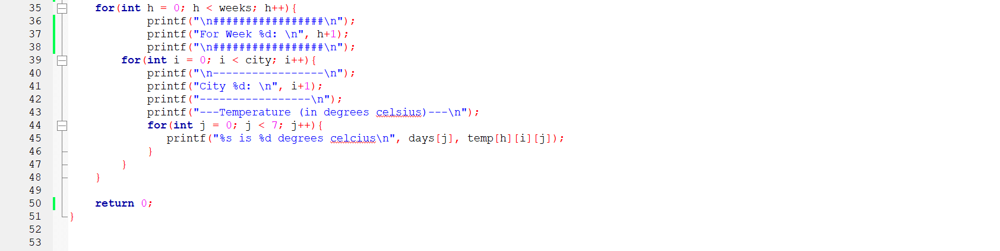 35 for(int h = 0; h < weeks; h++){
36 printf("\n#################\n");
37 printf("For Week %d: \n", h+1);
38 printf("\n#################\n");
39 for(int i = 0; i < city; i++){
40 printf("\n-----------------\n");
41 printf("City %d: \n", i+1);
42 printf("-----------------\n");
43 printf("---Temperature (in degrees celsius)---\n");
44 for(int j = 0; j < 7; j++){
45 printf("%s is %d degrees celcius\n", days[j], temp[h][i][j]);
46 }
47 }
48 }
49
50 return 0;
51 }
52
53